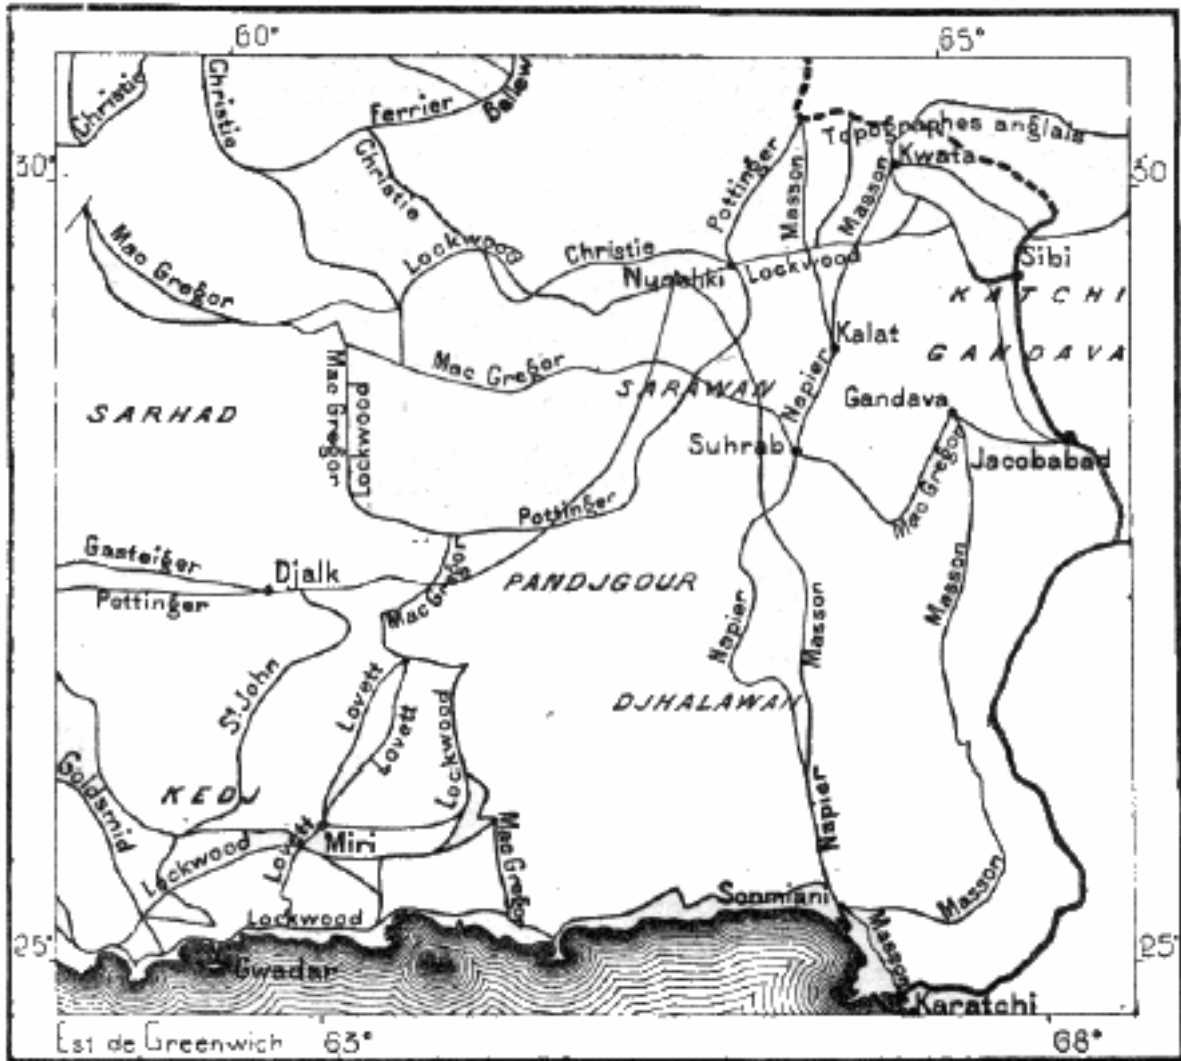 60°
65°
Christie
Christie
Ferrier
Bellew
Christie
Topographes anglais
30°
Kwata
30
Pottinger
Masson
Masson
Lockwood
Christie
Lockwood
Mac Gregor
Sibi
KATCHI
Kalat
GANDAVA
Mac Gregor
SARAWAN
Napier
Gandava
SARHAD
Mac Gregor
Lockwood
Suhrab
Jacobabad
Mac Gregor
Pottinger
Gasteiger
Djalk
PANDJGOUR
Pottinger
Mac Gregor
Napier
Masson
Masson
St John
Lovett
Lovett
Lockwood
DJHALAWAN
Goldsmid
KEDJ
Miri
Lockwood
Lovett
Mac Gregor
Napier
Masson
Sonmiani
Lockwood
Masson
25°
25°
Gwadar
Karatchi
Est de Greenwich
63°
68°